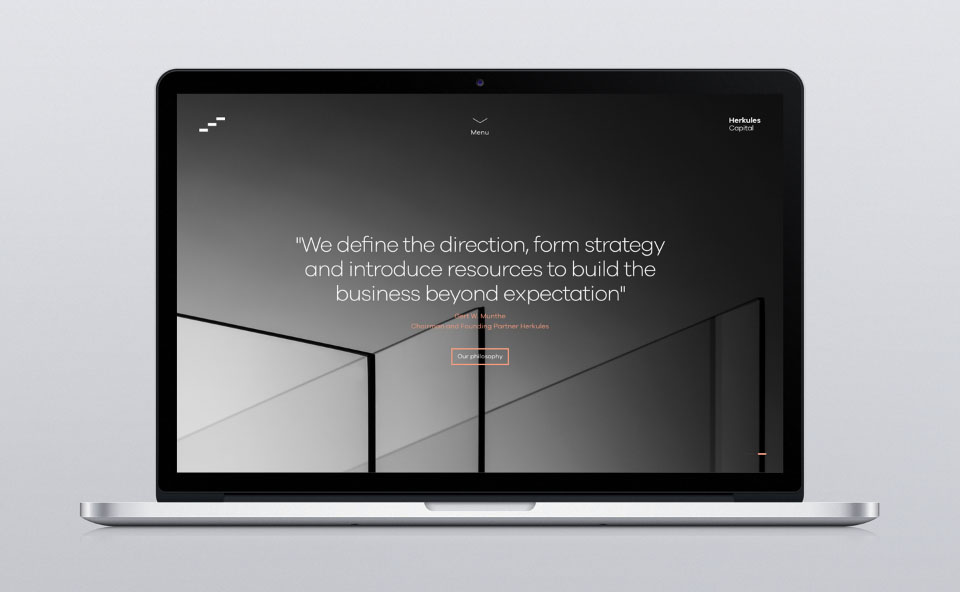 Menu
Herkules
Capital
"We define the direction, form strategy
and introduce resources to build the
business beyond expectation"
Gert W. Munthe
Chairman and Founding Partner Herkules
Our philosophy